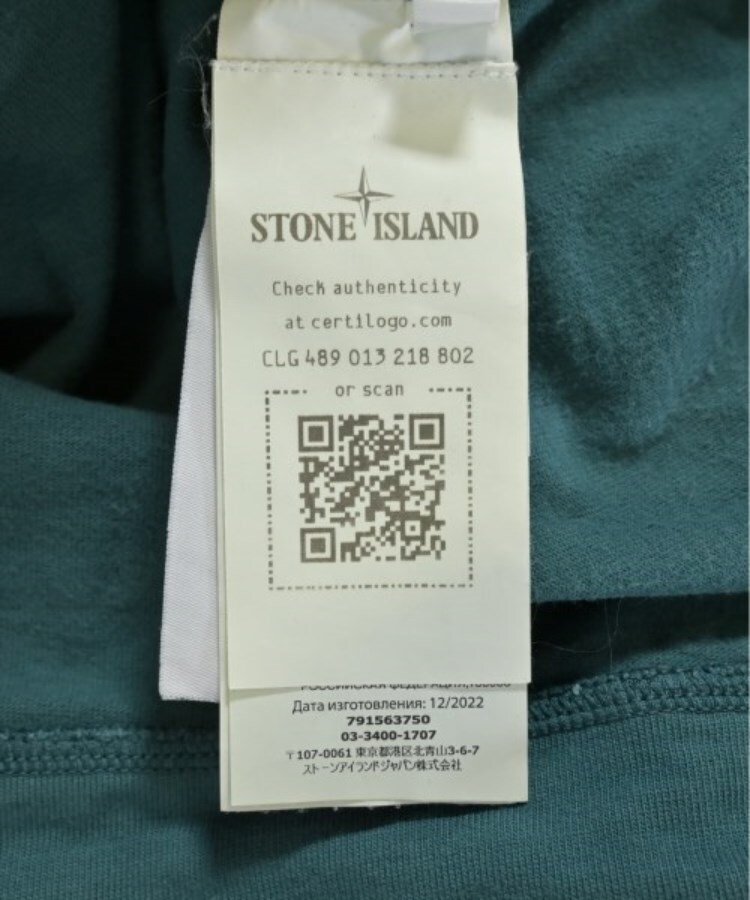 STONE ISLAND
Check authenticity
at certilogo.com
CLG 489 013 218 802
or scan
РОССИЙСКАЯ ФЕДЕРАЦИЯ,
Дата изготовления: 12/2022
791563750
03-3400-1707
〒107-0061 東京都港区北青山3-6-7
ストーンアイランドジャパン株式会社